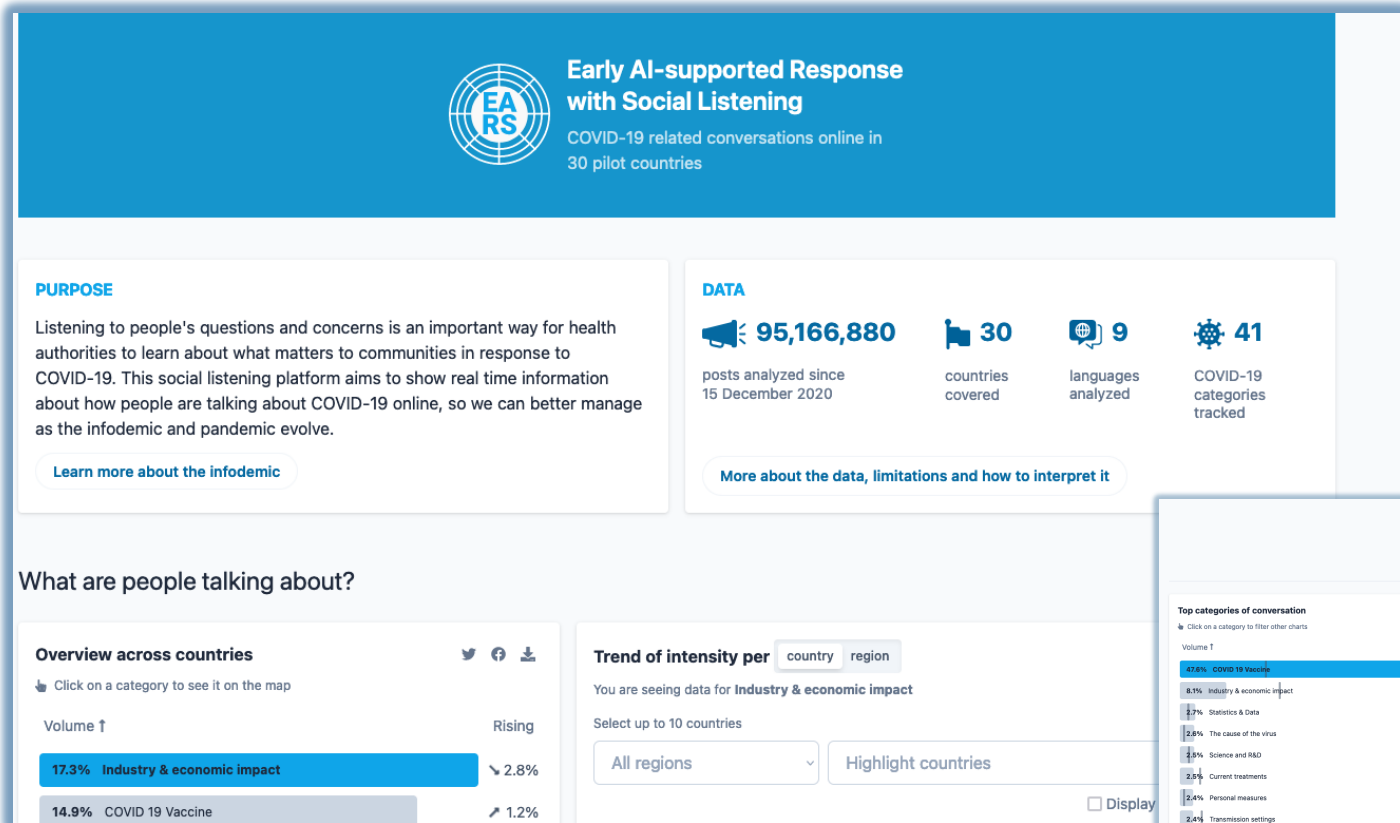 EA
RS
Early AI-supported Response
with Social Listening
COVID-19 related conversations online in
30 pilot countries
PURPOSE
Listening to people's questions and concerns is an important way for health
authorities to learn about what matters to communities in response to
COVID-19. This social listening platform aims to show real time information
about how people are talking about COVID-19 online, so we can better manage
as the infodemic and pandemic evolve.
Learn more about the infodemic
DATA
95,166,880
posts analyzed since
15 December 2020
30
countries
covered
9
languages
analyzed
41
COVID-19
categories
tracked
More about the data, limitations and how to interpret it
What are people talking about?
Overview across countries
Click on a category to see it on the map
Volume ↑ Rising
17.3% Industry & economic impact ↘ 2.8%
14.9% COVID 19 Vaccine ↗ 1.2%
Trend of intensity per country region
You are seeing data for Industry & economic impact
Select up to 10 countries
All regions Highlight countries
Display
Top categories of conversation
Click on a category to filter other charts
Volume ↑
47.6% COVID 19 Vaccine
8.1% Industry & economic impact
2.7% Statistics & Data
2.6% The cause of the virus
2.5% Science and R&D
2.5% Current treatments
2.4% Personal measures
2.4% Transmission settings